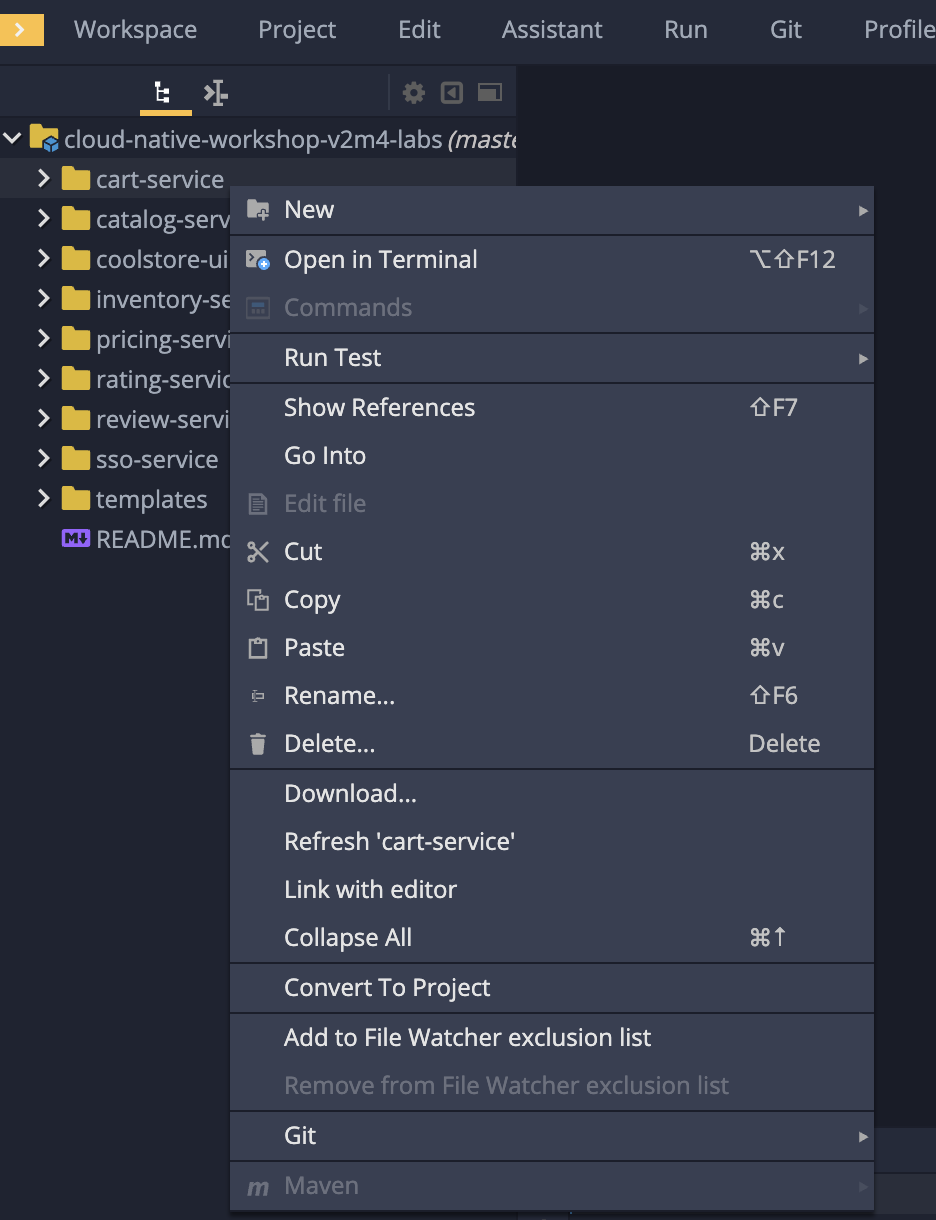 Workspace Project Edit Assistant Run Git Profile
cloud-native-workshop-v2m4-labs (maste
cart-service
catalog-serv
coolstore-ui
inventory-se
pricing-servi
rating-servic
review-servi
sso-service
templates
README.md
New
Open in Terminal ⌥⇧F12
Commands
Run Test
Show References ⇧F7
Go Into
Edit file
Cut ⌘x
Copy ⌘c
Paste ⌘v
Rename... ⇧F6
Delete... Delete
Download...
Refresh 'cart-service'
Link with editor
Collapse All ⌘↑
Convert To Project
Add to File Watcher exclusion list
Remove from File Watcher exclusion list
Git
m Maven